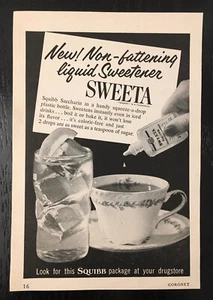 New! Non-fattening
liquid Sweetener
SWEETA
Squibb Saccharin in a handy squeeze-a-drop
plastic bottle. Sweetens instantly even in iced
drinks...boil it or bake it, it won't lose
its flavor...it's calorie-free and just
2 drops are as sweet as a teaspoon of sugar.
Look for this SQUIBB package at your drugstore
16
CORONET